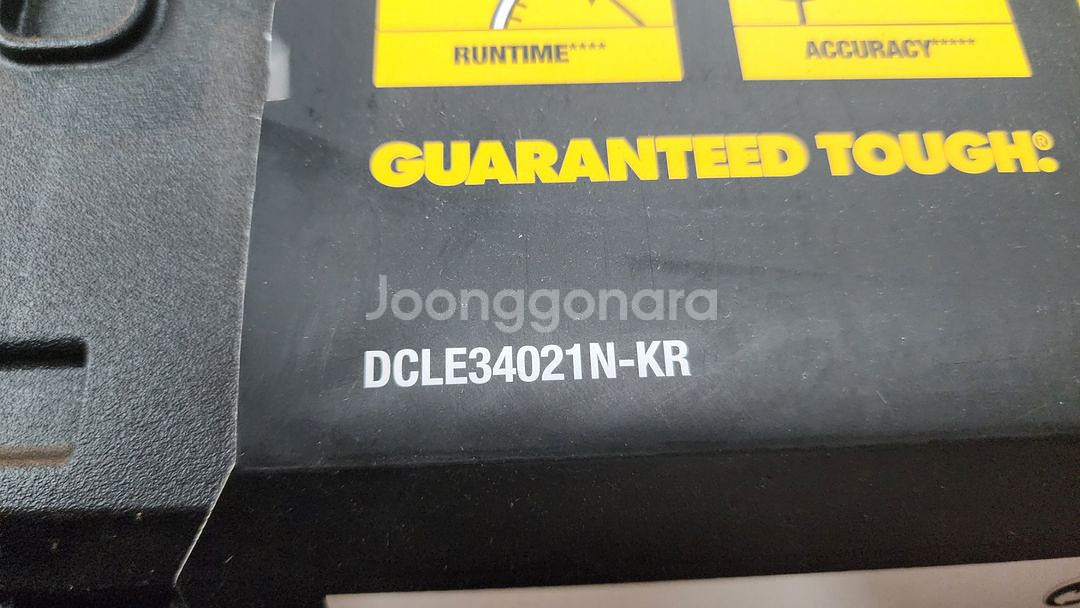 RUNTIME****
ACCURACY*****
GUARANTEED TOUGH.®
Joonggonara
DCLE34021N-KR